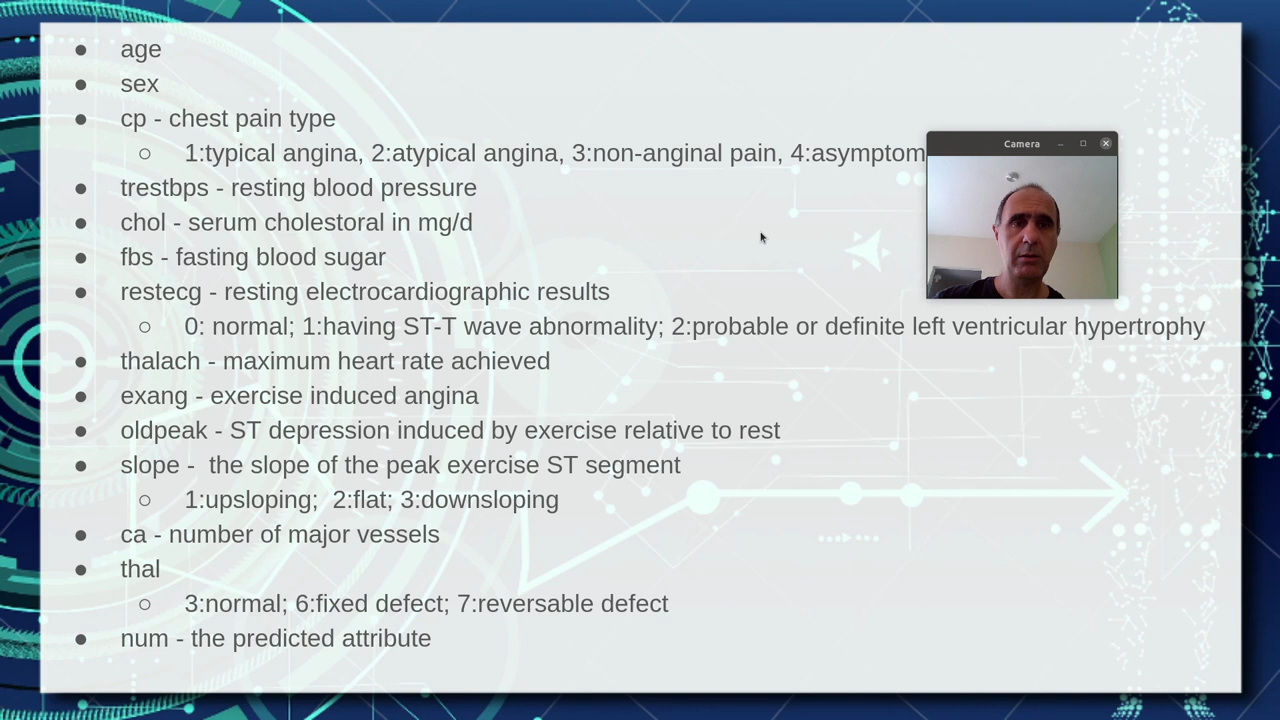 age
sex
cp - chest pain type
1:typical angina, 2:atypical angina, 3:non-anginal pain, 4:asymptom
Camera
trestbps - resting blood pressure
chol - serum cholestoral in mg/d
fbs - fasting blood sugar
restecg - resting electrocardiographic results
0: normal; 1:having ST-T wave abnormality; 2:probable or definite left ventricular hypertrophy
thalach - maximum heart rate achieved
exang - exercise induced angina
oldpeak - ST depression induced by exercise relative to rest
slope -  the slope of the peak exercise ST segment
1:upsloping;  2:flat; 3:downsloping
ca - number of major vessels
thal
3:normal; 6:fixed defect; 7:reversable defect
num - the predicted attribute